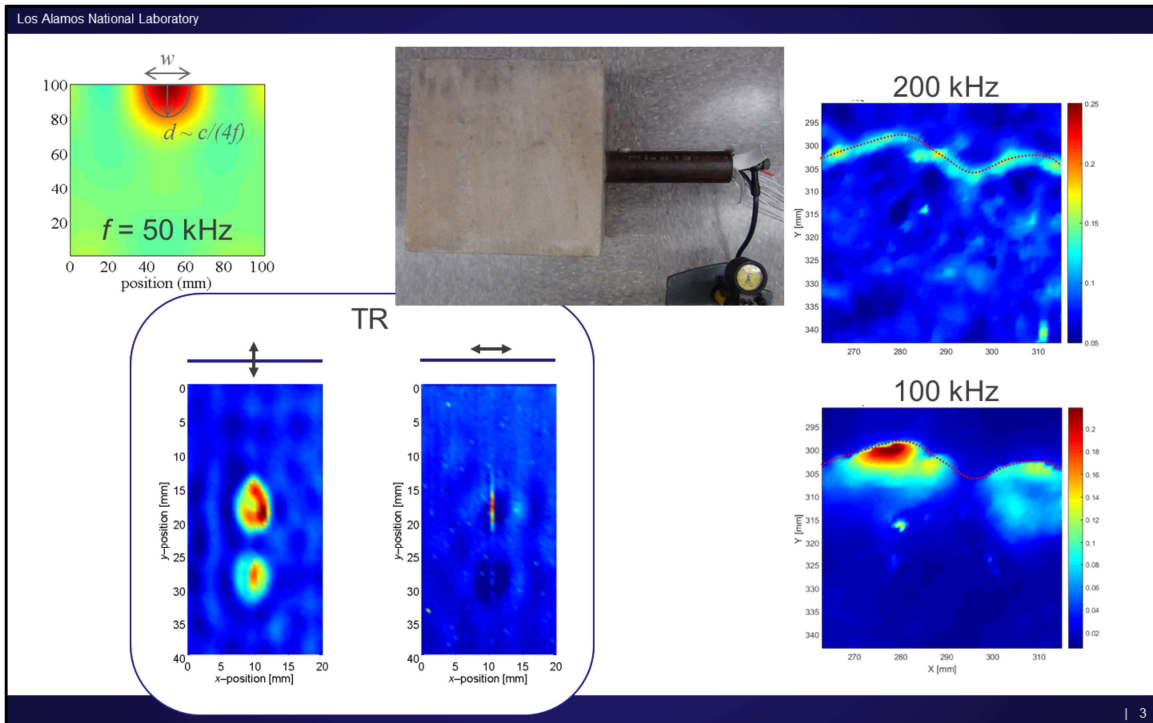 Los Alamos National Laboratory
w
100
80
60
40
20
d ~ c/(4f)
f = 50 kHz
0 20 40 60 80 100
position (mm)
TR
0
5
10
15
20
25
30
35
40
y–position [mm]
0 5 10 15 20
x–position [mm]
0
5
10
15
20
25
30
35
40
y–position [mm]
0 5 10 15 20
x–position [mm]
200 kHz
295
300
305
310
315
320
325
330
335
340
Y [mm]
270 280 290 300 310
0.25
0.2
0.15
0.1
0.05
100 kHz
295
300
305
310
315
320
325
330
335
340
Y [mm]
270 280 290 300 310
X [mm]
0.2
0.18
0.16
0.14
0.12
0.1
0.08
0.06
0.04
0.02
| 3